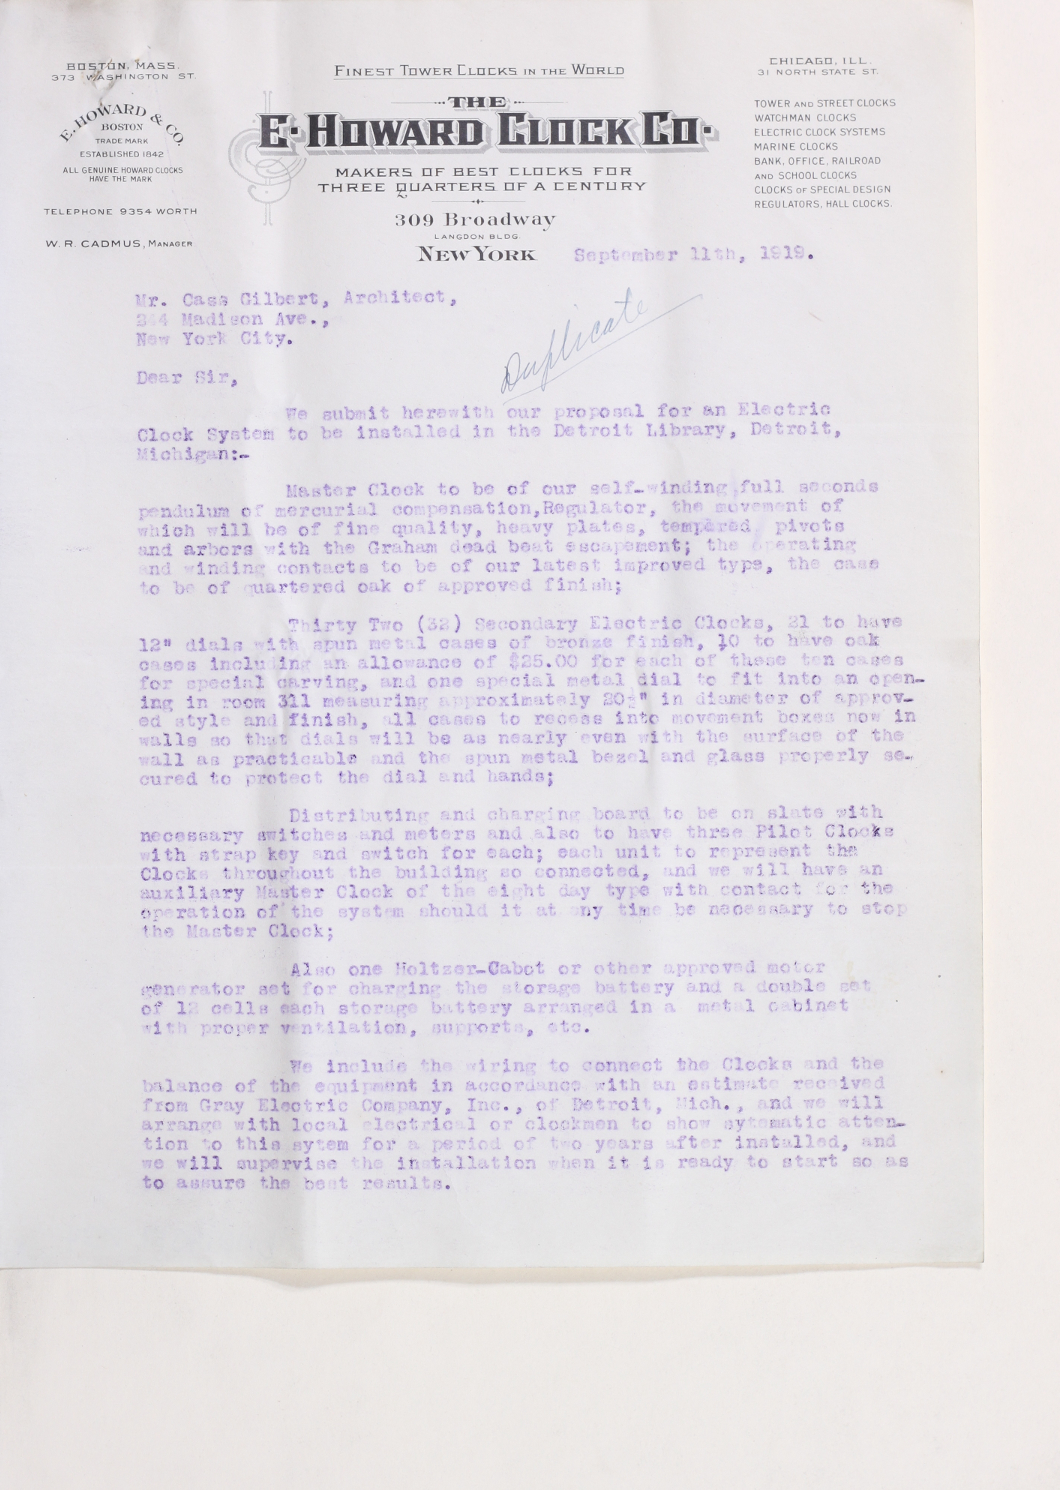 BOSTON, MASS.
373 WASHINGTON ST.
E. HOWARD & CO.
BOSTON
TRADE MARK
ESTABLISHED 1842
ALL GENUINE HOWARD CLOCKS
HAVE THE MARK
TELEPHONE 9354 WORTH
W. R. CADMUS, MANAGER
FINEST TOWER CLOCKS IN THE WORLD
THE
E. HOWARD CLOCK CO.
MAKERS OF BEST CLOCKS FOR
THREE QUARTERS OF A CENTURY
309 Broadway
LANGDON BLDG.
NEW YORK
CHICAGO, ILL.
31 NORTH STATE ST.
TOWER AND STREET CLOCKS
WATCHMAN CLOCKS
ELECTRIC CLOCK SYSTEMS
MARINE CLOCKS
BANK, OFFICE, RAILROAD
AND SCHOOL CLOCKS
CLOCKS OF SPECIAL DESIGN
REGULATORS, HALL CLOCKS.
September 11th, 1919.
Mr. Cass Gilbert, Architect,
244 Madison Ave.,
New York City.
Duplicate
Dear Sir,
We submit herewith our proposal for an Electric
Clock System to be installed in the Detroit Library, Detroit,
Michigan:-
Master Clock to be of our self-winding,full seconds
pendulum of mercurial compensation,Regulator, the movement of
which will be of fine quality, heavy plates, tempered pivots
and arbors with the Graham dead beat escapement; the operating
and winding contacts to be of our latest improved type, the case
to be of quartered oak of approved finish;
Thirty Two (32) Secondary Electric Clocks, 21 to have
12" dials with spun metal cases of bronze finish, 10 to have oak
cases including an allowance of $25.00 for each of these ten cases
for special carving, and one special metal dial to fit into an open-
ing in room 311 measuring approximately 20½" in diameter of approv-
ed style and finish, all cases to recess into movement boxes now in
walls so that dials will be as nearly even with the surface of the
wall as practicable and the spun metal bezel and glass properly se-
cured to protect the dial and hands;
Distributing and charging board to be on slate with
necessary switches and meters and also to have three Pilot Clocks
with strap key and switch for each; each unit to represent the
Clocks throughout the building so connected, and we will have an
auxiliary Master Clock of the eight day type with contact for the
operation of the system should it at any time be necessary to stop
the Master Clock;
Also one Holtzer-Cabot or other approved motor
generator set for charging the storage battery and a double set
of 12 cells each storage battery arranged in a metal cabinet
with proper ventilation, supports, etc.
We include the wiring to connect the Clocks and the
balance of the equipment in accordance with an estimate received
from Gray Electric Company, Inc., of Detroit, Mich., and we will
arrange with local electrical or clockmen to show sytematic atten-
tion to this sytem for a period of two years after installed, and
we will supervise the installation when it is ready to start so as
to assure the best results.